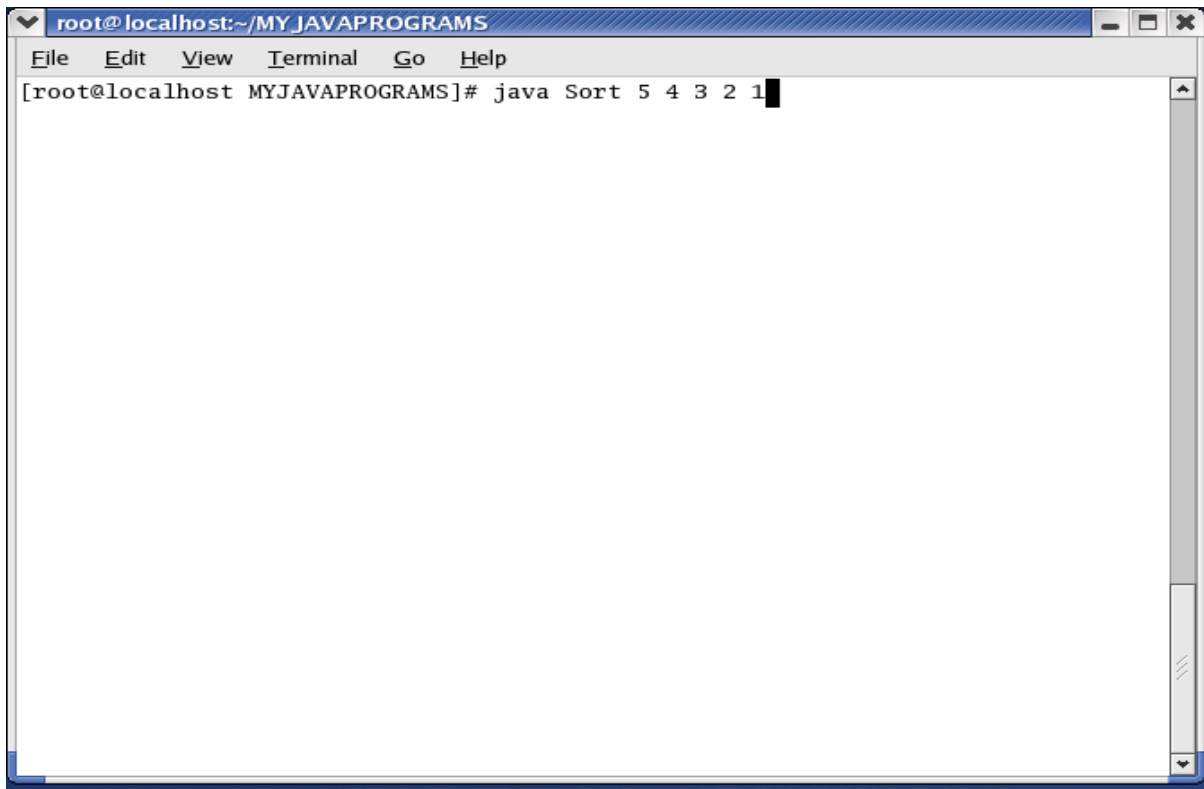 root@localhost:~/MYJAVAPROGRAMS
File Edit View Terminal Go Help
[root@localhost MYJAVAPROGRAMS]# java Sort 5 4 3 2 1